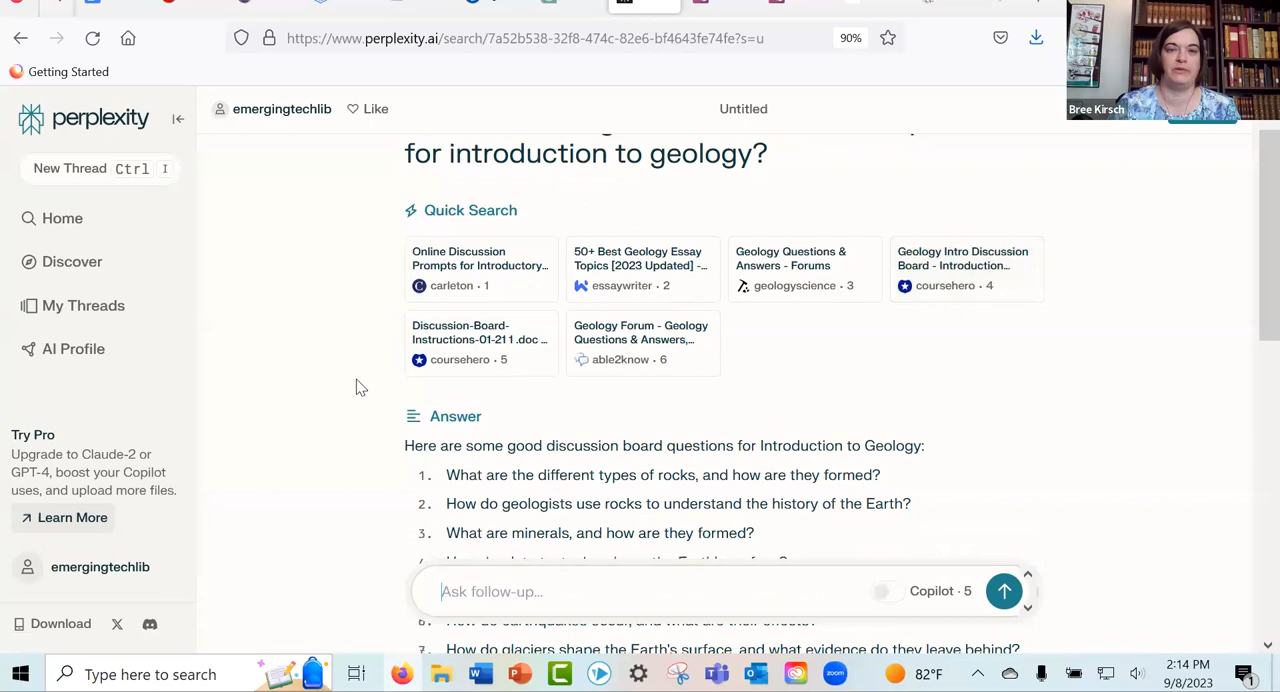 https://www.perplexity.ai/search/7a52b538-32f8-474c-82e6-bf4643fe74fe?s=u
90%
Getting Started
Bree Kirsch
perplexity
emergingtechlib
Like
Untitled
New Thread
Ctrl
I
for introduction to geology?
Home
Discover
My Threads
AI Profile
Quick Search
Online Discussion
Prompts for Introductory...
carleton · 1
50+ Best Geology Essay
Topics [2023 Updated] -...
essaywriter · 2
Geology Questions &
Answers - Forums
geologyscience · 3
Geology Intro Discussion
Board - Introduction...
coursehero · 4
Discussion-Board-
Instructions-01-21 1 .doc ...
coursehero · 5
Geology Forum - Geology
Questions & Answers,...
able2know · 6
Answer
Here are some good discussion board questions for Introduction to Geology:
1. What are the different types of rocks, and how are they formed?
2. How do geologists use rocks to understand the history of the Earth?
3. What are minerals, and how are they formed?
Try Pro
Upgrade to Claude-2 or
GPT-4, boost your Copilot
uses, and upload more files.
Learn More
emergingtechlib
Download
Ask follow-up...
Copilot · 5
7. How do glaciers shape the Earth's surface, and what evidence do they leave behind?
Type here to search
zoom
82°F
2:14 PM
9/8/2023
1